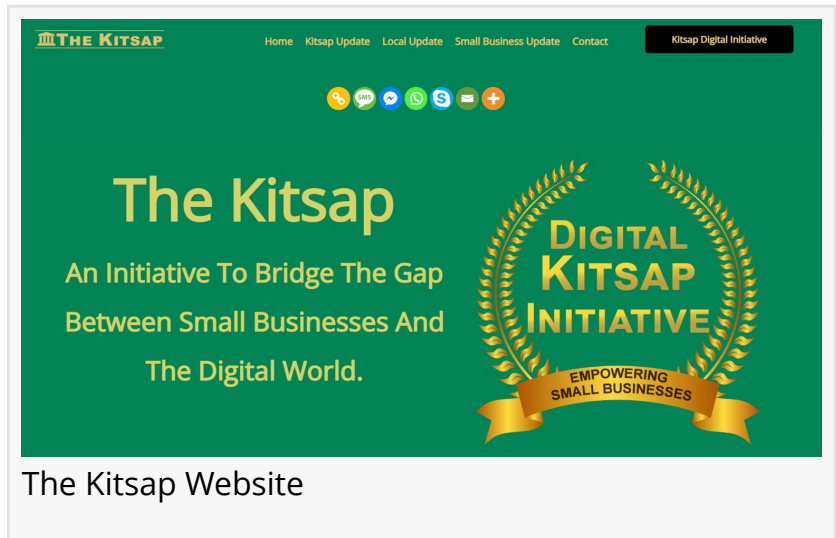 THE KITSAP
Home Kitsap Update Local Update Small Business Update Contact
Kitsap Digital Initiative
SMS
S
The Kitsap
An Initiative To Bridge The Gap
Between Small Businesses And
The Digital World.
DIGITAL
KITSAP
INITIATIVE
EMPOWERING
SMALL BUSINESSES
The Kitsap Website